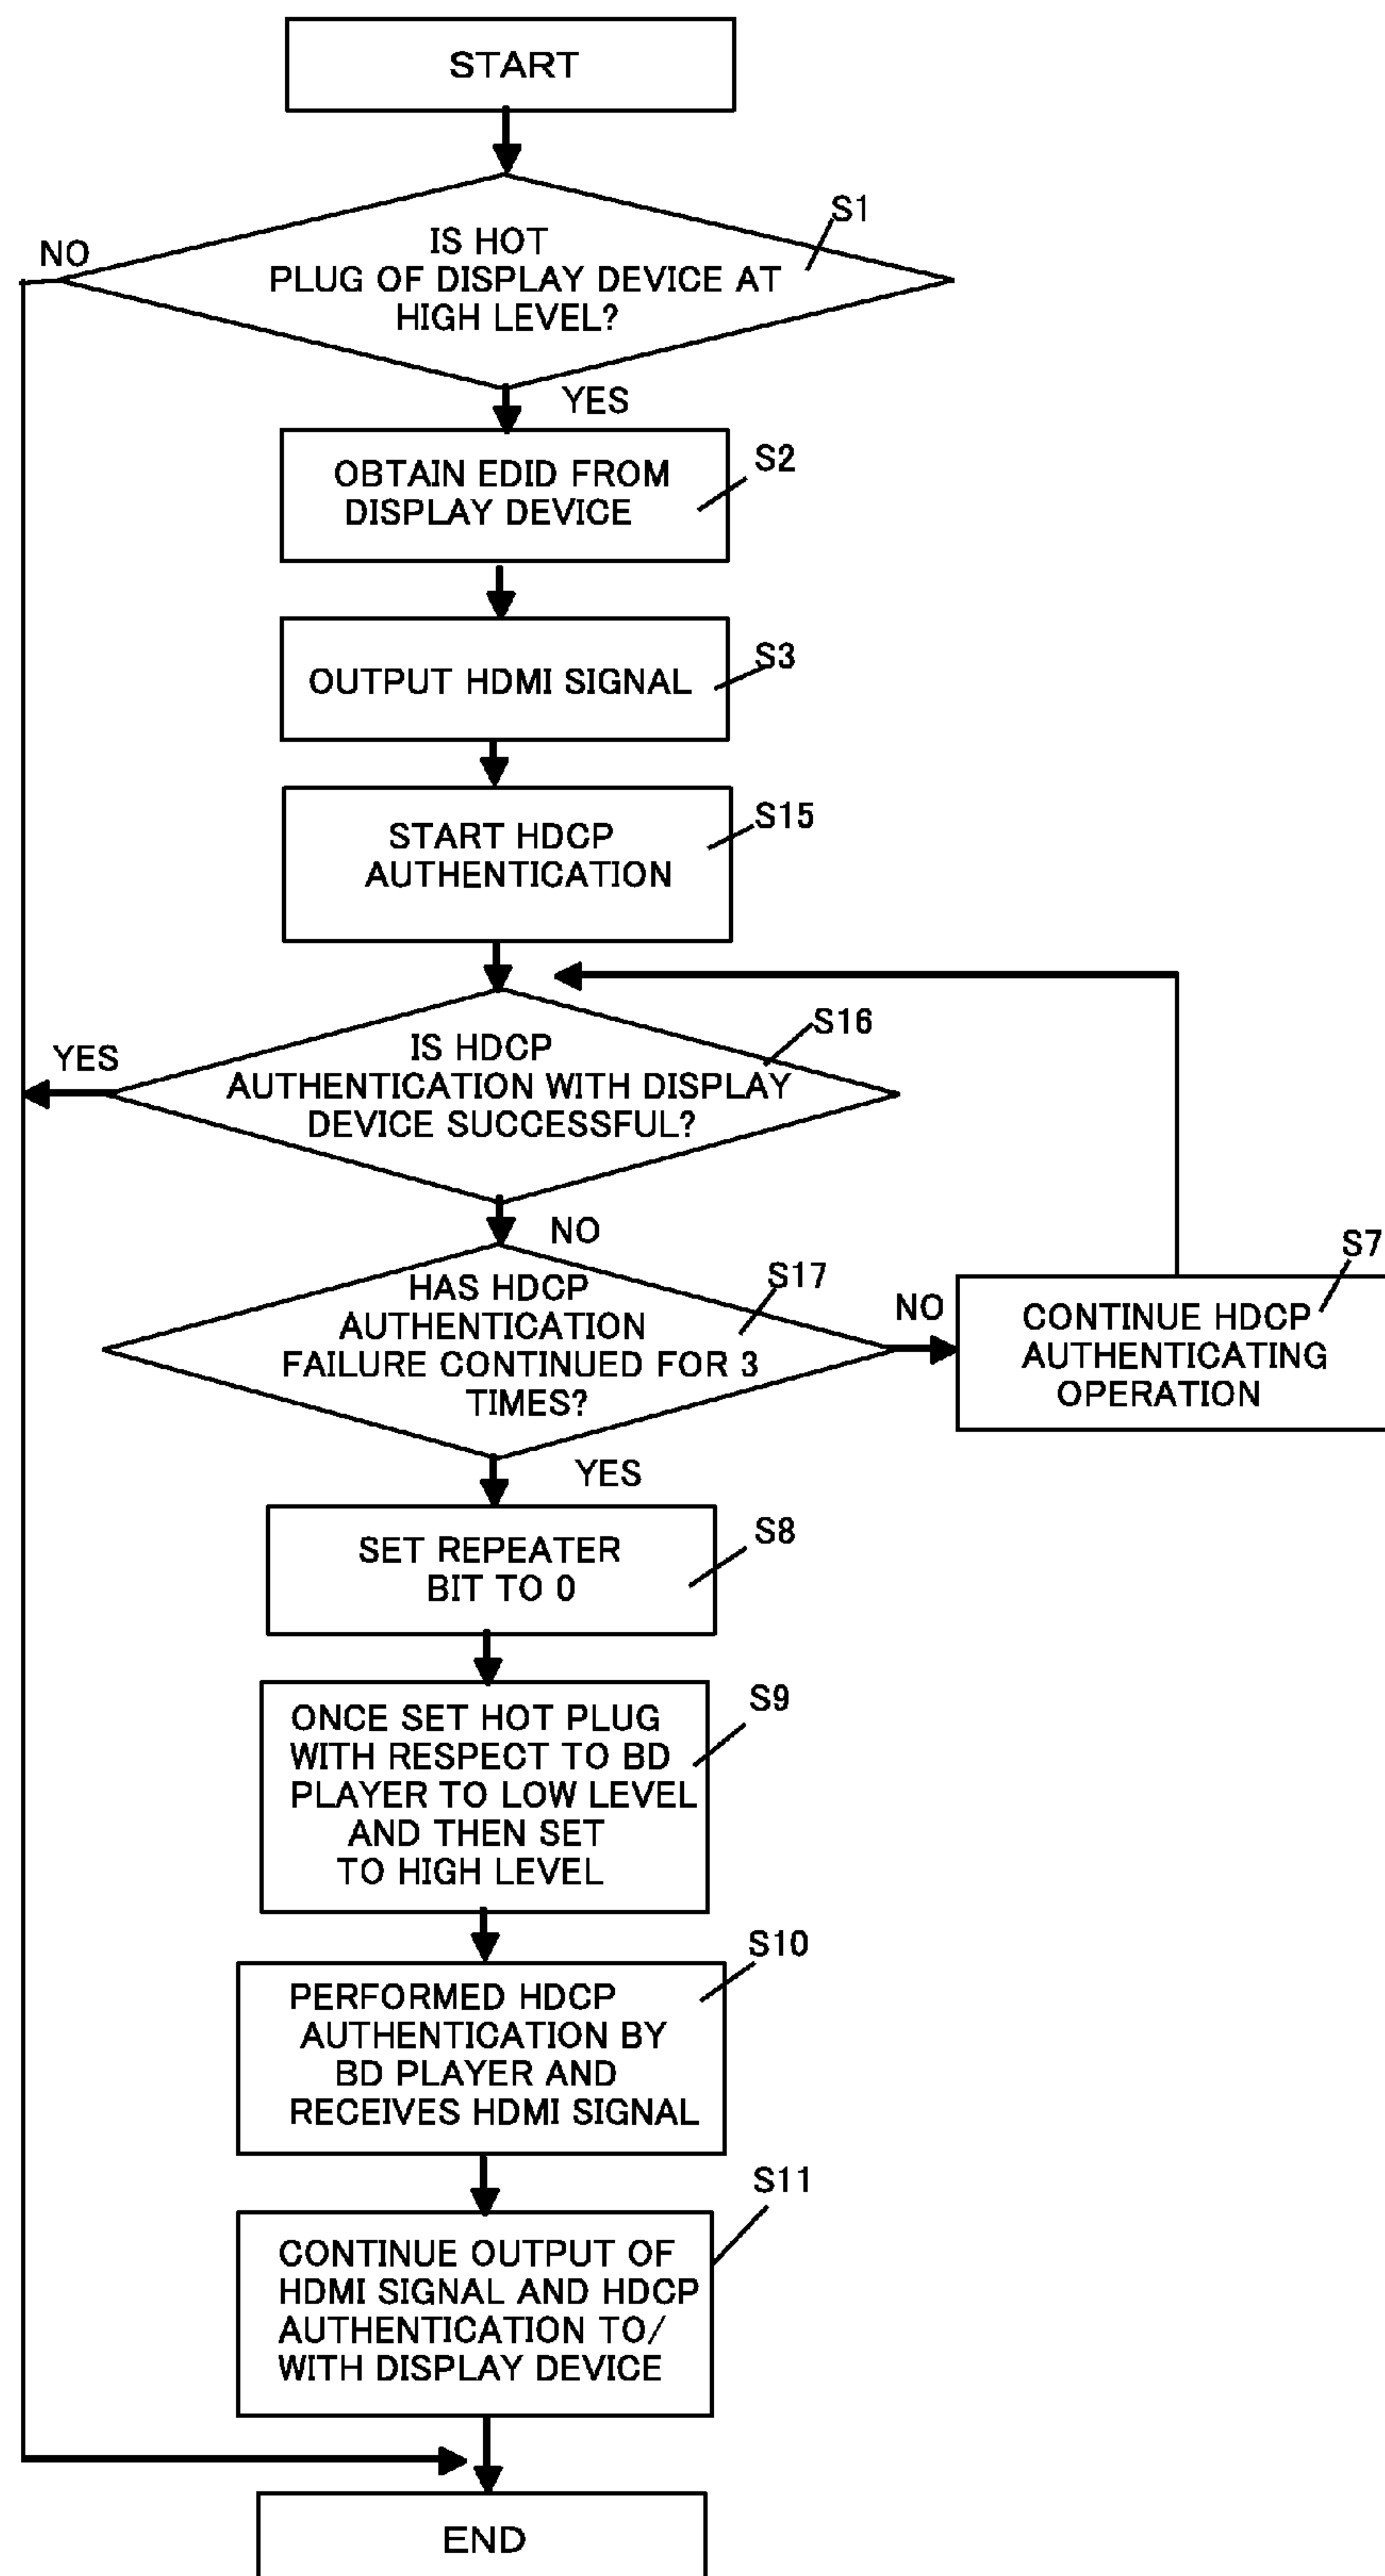 START
S1
NO
IS HOT
PLUG OF DISPLAY DEVICE AT
HIGH LEVEL?
YES
S2
OBTAIN EDID FROM
DISPLAY DEVICE
S3
OUTPUT HDMI SIGNAL
S15
START HDCP
AUTHENTICATION
S16
YES
IS HDCP
AUTHENTICATION WITH DISPLAY
DEVICE SUCCESSFUL?
NO
S17
HAS HDCP
AUTHENTICATION
FAILURE CONTINUED FOR 3
TIMES?
NO
S7
CONTINUE HDCP
AUTHENTICATING
OPERATION
YES
S8
SET REPEATER
BIT TO 0
S9
ONCE SET HOT PLUG
WITH RESPECT TO BD
PLAYER TO LOW LEVEL
AND THEN SET
TO HIGH LEVEL
S10
PERFORMED HDCP
AUTHENTICATION BY
BD PLAYER AND
RECEIVES HDMI SIGNAL
S11
CONTINUE OUTPUT OF
HDMI SIGNAL AND HDCP
AUTHENTICATION TO/
WITH DISPLAY DEVICE
END